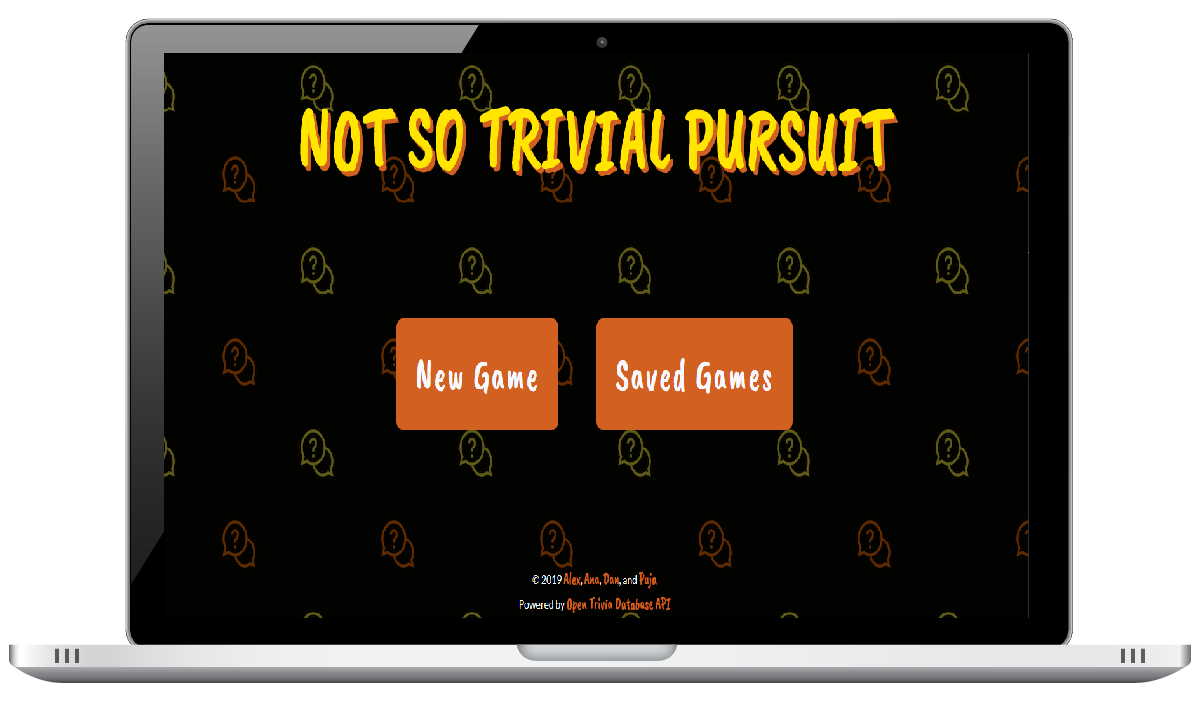 NOT SO TRIVIAL PURSUIT
New Game
Saved Games
© 2019 Alex, Ana, Dan, and Puja
Powered by Open Trivia Database API